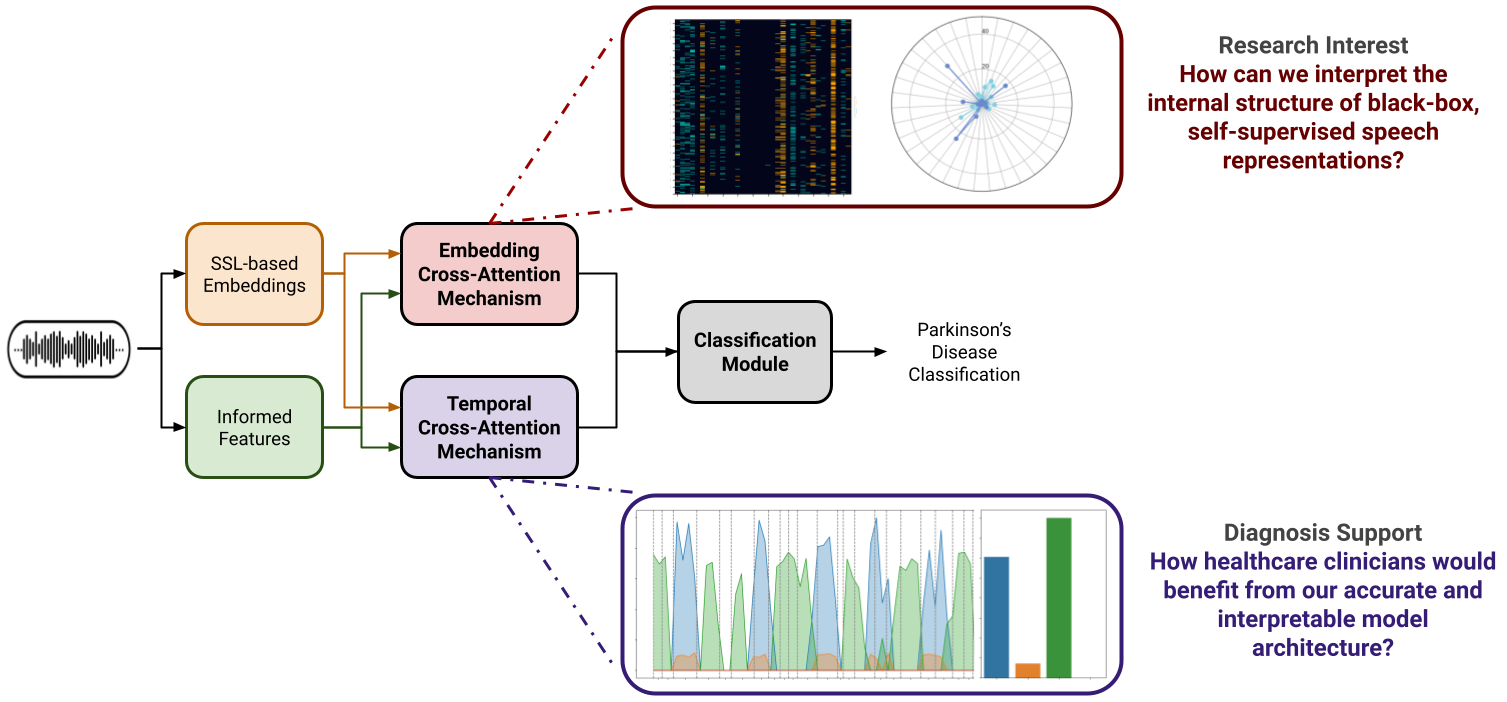 40
20
Research Interest
How can we interpret the
internal structure of black-box,
self-supervised speech
representations?
SSL-based
Embeddings
Embedding
Cross-Attention
Mechanism
Classification
Module
Parkinson's
Disease
Classification
Informed
Features
Temporal
Cross-Attention
Mechanism
Diagnosis Support
How healthcare clinicians would
benefit from our accurate and
interpretable model
architecture?